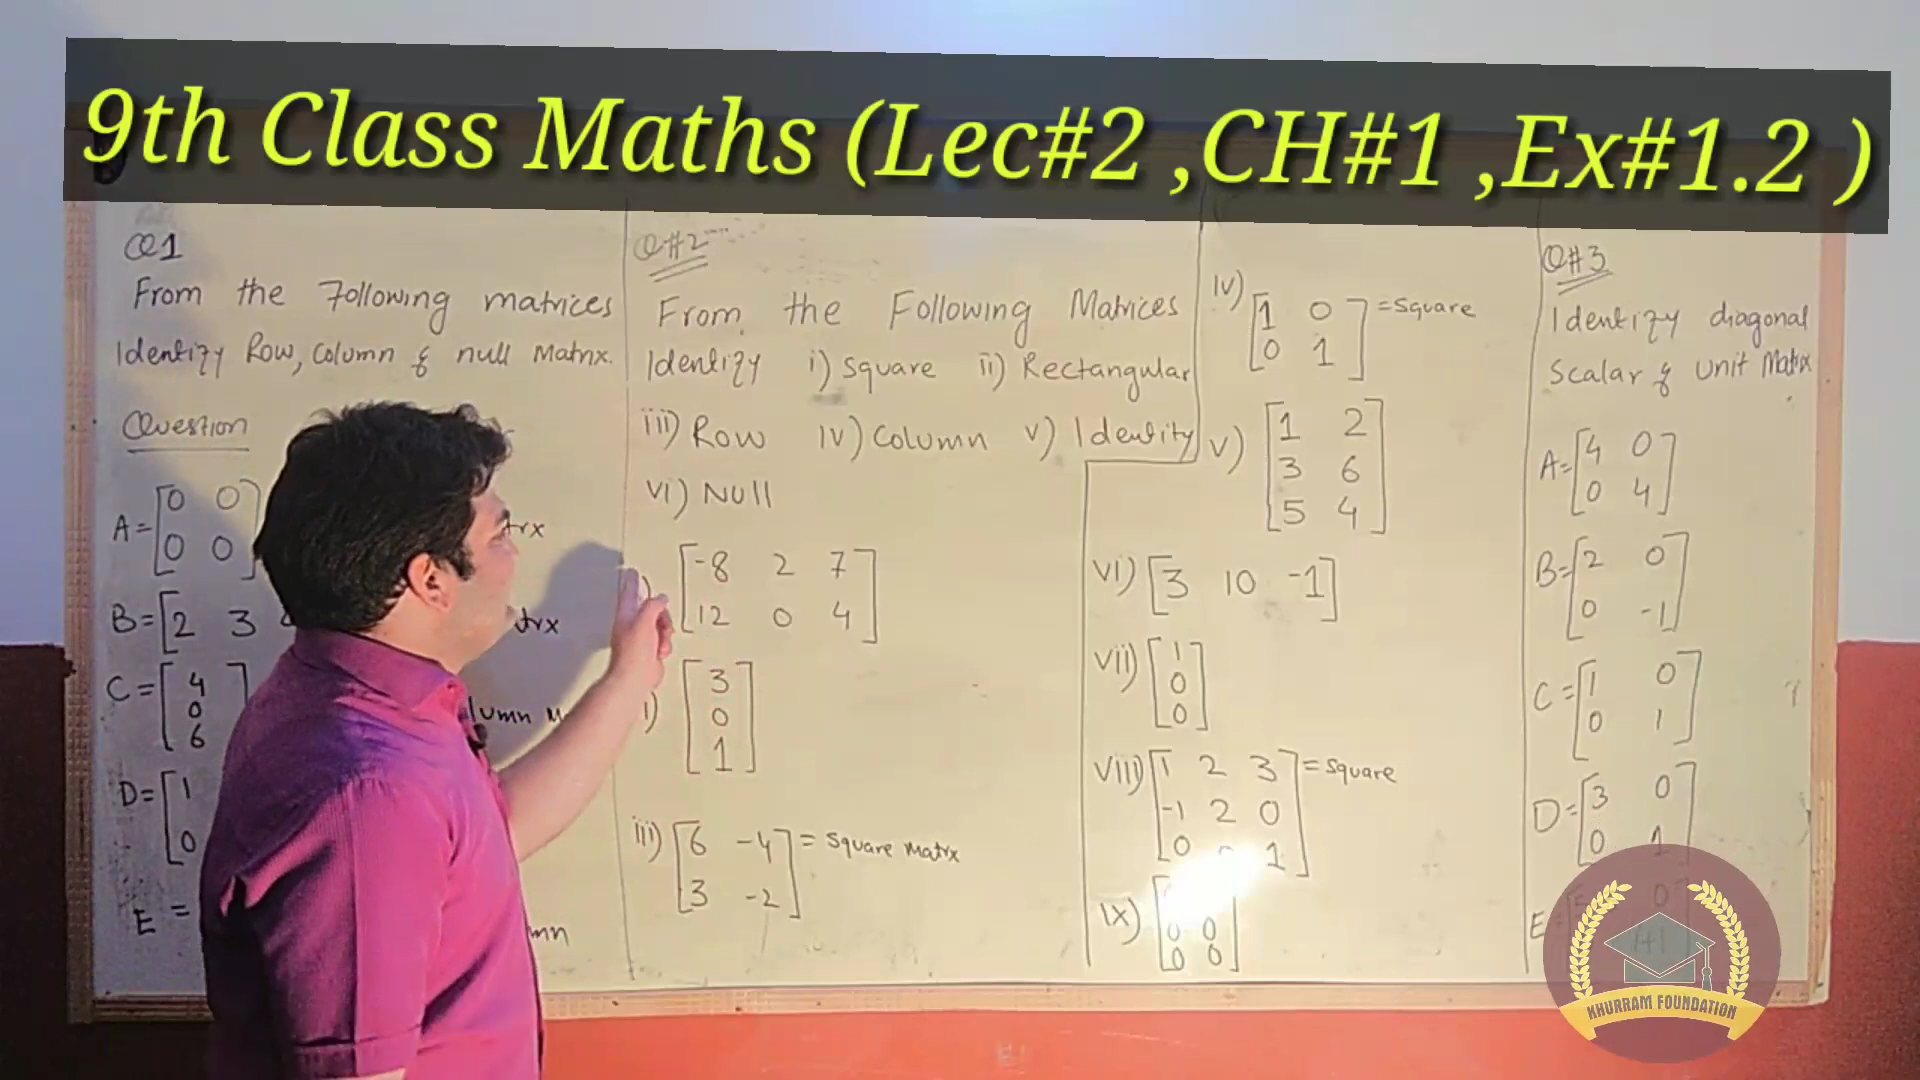 9th Class Maths (Lec#2 ,CH#1 ,Ex#1.2 )
Q1
From the Following matrices
Identify Row, Column & null Matrix.
Question
A= [0 0
0 0]
B= [2 3
C= [4
0
6]
D= [1
0
E =
Q#2
From the Following Matrices
Identify i) Square ii) Rectangular
iii) Row iv) Column v) Identity
vi) Null
[-8 2 7
12 0 4]
[3
0
1]
iii) [6 -4
3 -2] = Square Matrix
iv) [1 0
0 1] = Square
v) [1 2
3 6
5 4]
vi) [3 10 -1]
vii) [1
0
0]
viii) [1 2 3
-1 2 0
0 1] = Square
ix) [
0 0
0 0]
Q#3
Identify diagonal
Scalar & unit Matrix
A= [4 0
0 4]
B= [2 0
0 -1]
C= [1 0
0 1]
D= [3 0
0 1]
E=
KHURRAM FOUNDATION